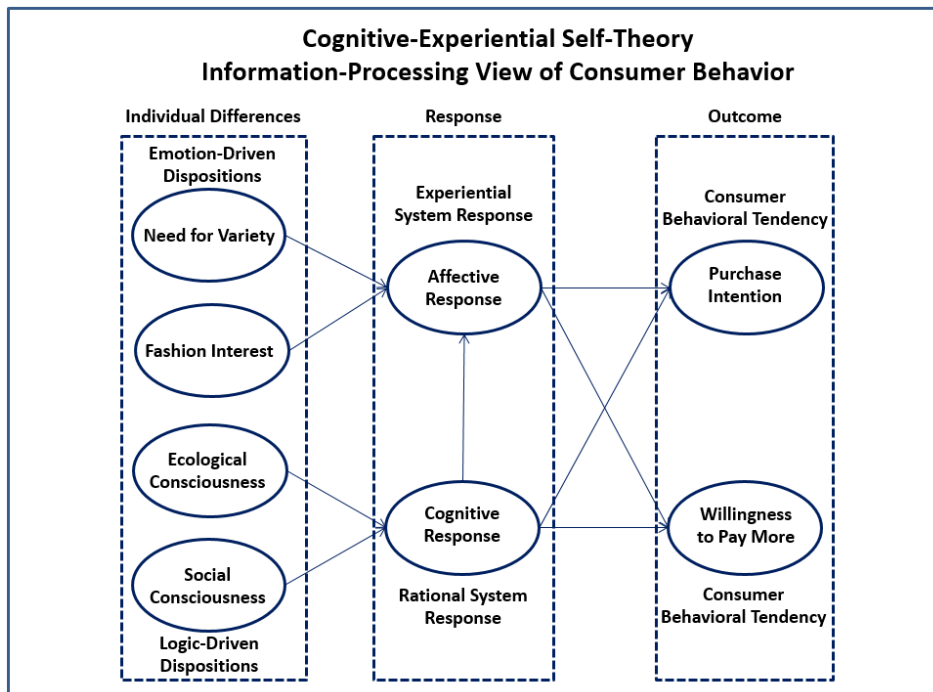 Cognitive-Experiential Self-Theory
Information-Processing View of Consumer Behavior
Individual Differences
Emotion-Driven
Dispositions
Need for Variety
Fashion Interest
Ecological
Consciousness
Social
Consciousness
Logic-Driven
Dispositions
Response
Experiential
System Response
Affective
Response
Cognitive
Response
Rational System
Response
Outcome
Consumer
Behavioral Tendency
Purchase
Intention
Willingness
to Pay More
Consumer
Behavioral Tendency